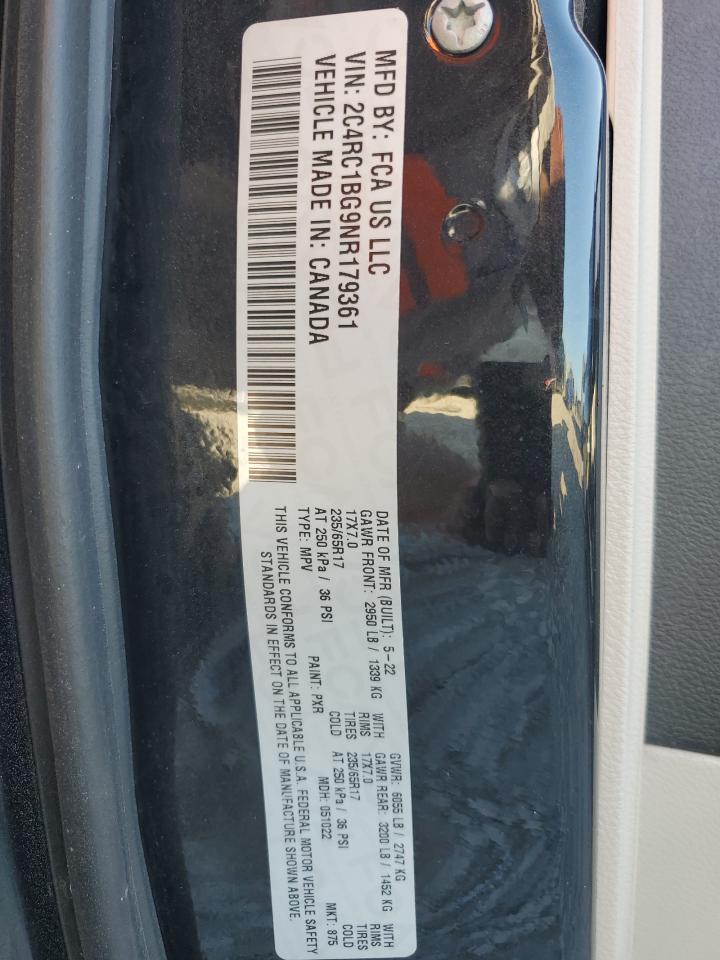 MFD BY: FCA US LLC
VIN: 2C4RC1BG9NR179361
VEHICLE MADE IN: CANADA
DATE OF MFR (BUILT): 5-22 GVWR: 6055 LB / 2747 KG
GAWR FRONT: 2950 LB / 1339 KG WITH GAWR REAR: 3200 LB / 1452 KG WITH
17X7.0 RIMS 17X7.0 RIMS
235/65R17 TIRES 235/65R17 TIRES
AT 250 kPa / 36 PSI COLD AT 250 kPa / 36 PSI COLD
TYPE: MPV PAINT: PXR MDH: 051022 MKT: 875
THIS VEHICLE CONFORMS TO ALL APPLICABLE U.S.A. FEDERAL MOTOR VEHICLE SAFETY
STANDARDS IN EFFECT ON THE DATE OF MANUFACTURE SHOWN ABOVE.